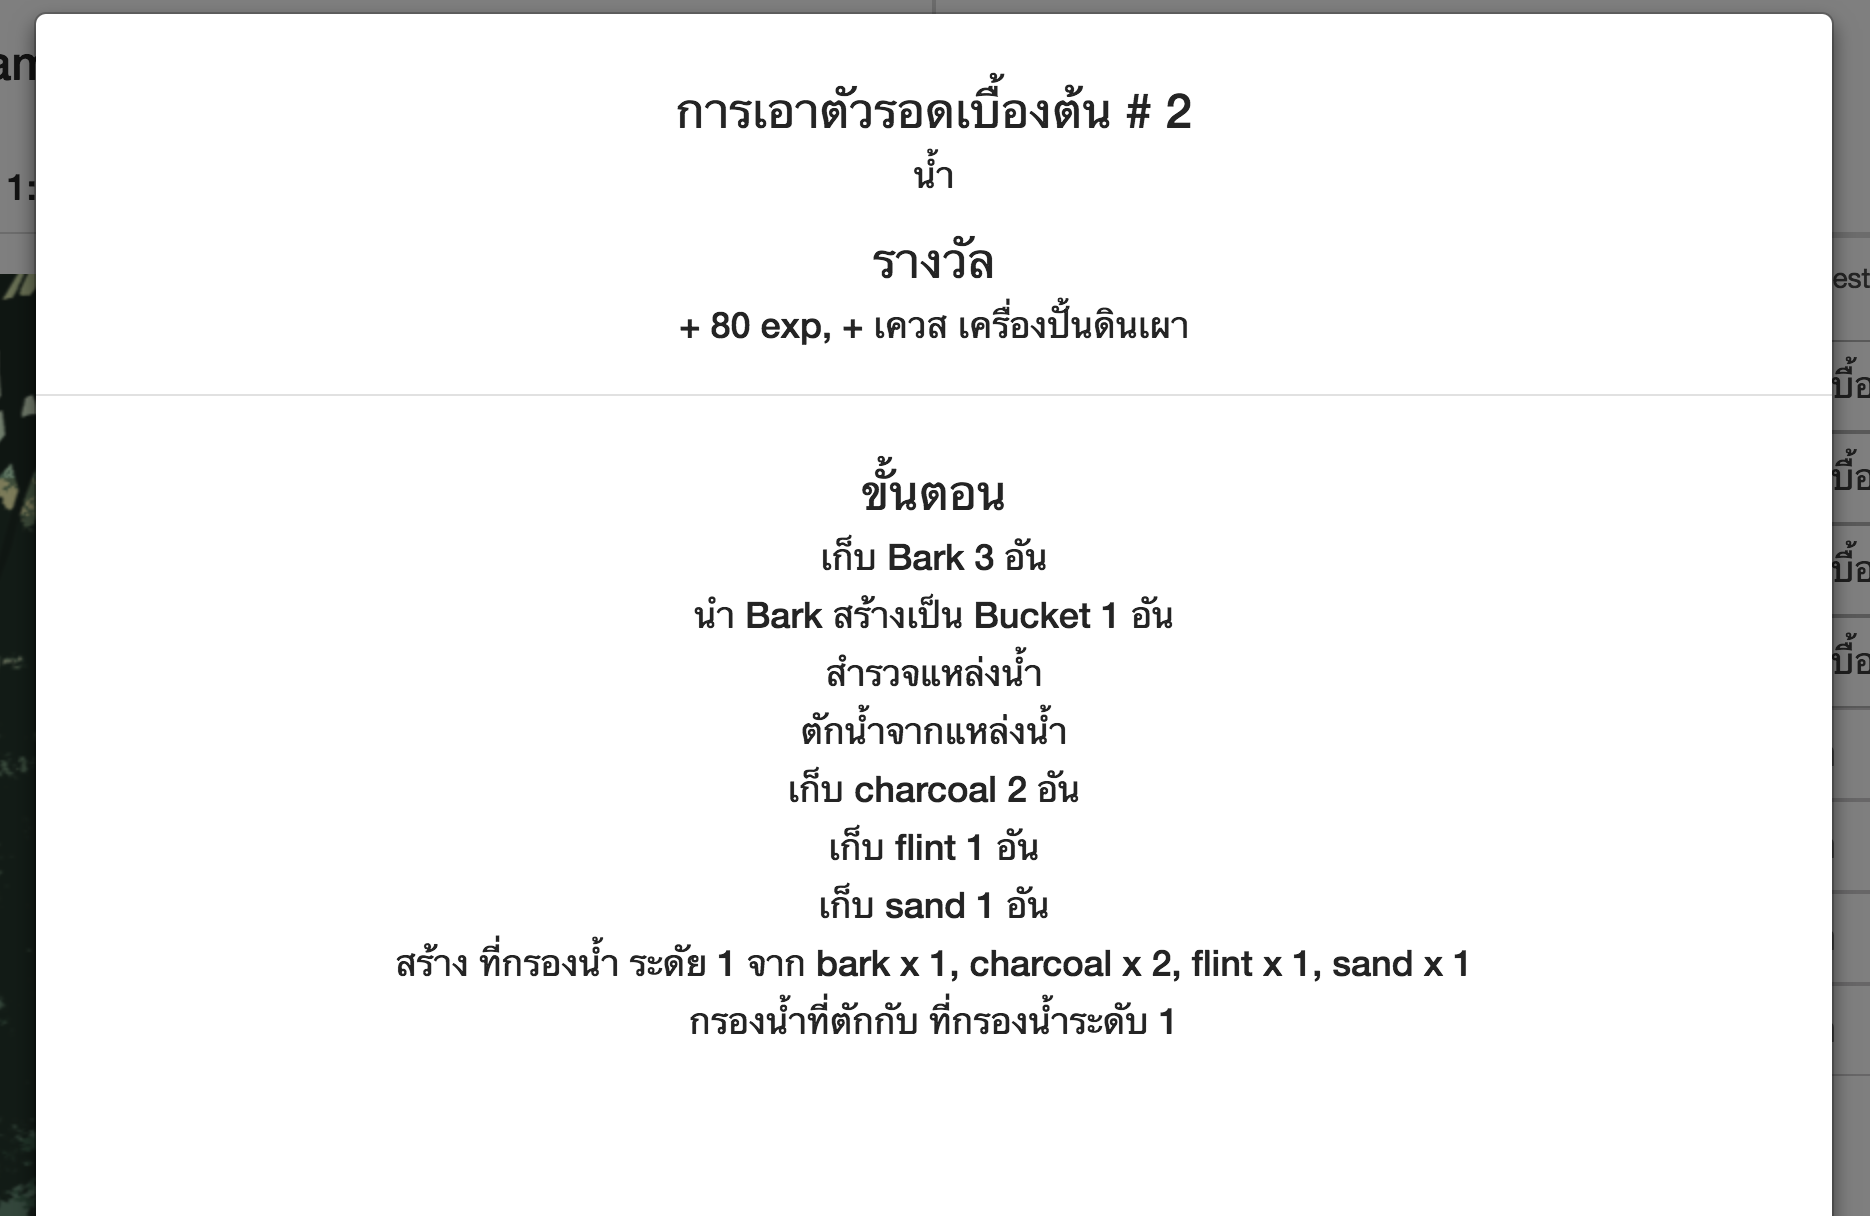 การเอาตัวรอดเบื้องต้น # 2
น้ำ
รางวัล
+ 80 exp, + เควส เครื่องปั้นดินเผา
ขั้นตอน
เก็บ Bark 3 อัน
นำ Bark สร้างเป็น Bucket 1 อัน
สำรวจแหล่งน้ำ
ตักน้ำจากแหล่งน้ำ
เก็บ charcoal 2 อัน
เก็บ flint 1 อัน
เก็บ sand 1 อัน
สร้าง ที่กรองน้ำ ระดัย 1 จาก bark x 1, charcoal x 2, flint x 1, sand x 1
กรองน้ำที่ตักกับ ที่กรองน้ำระดับ 1